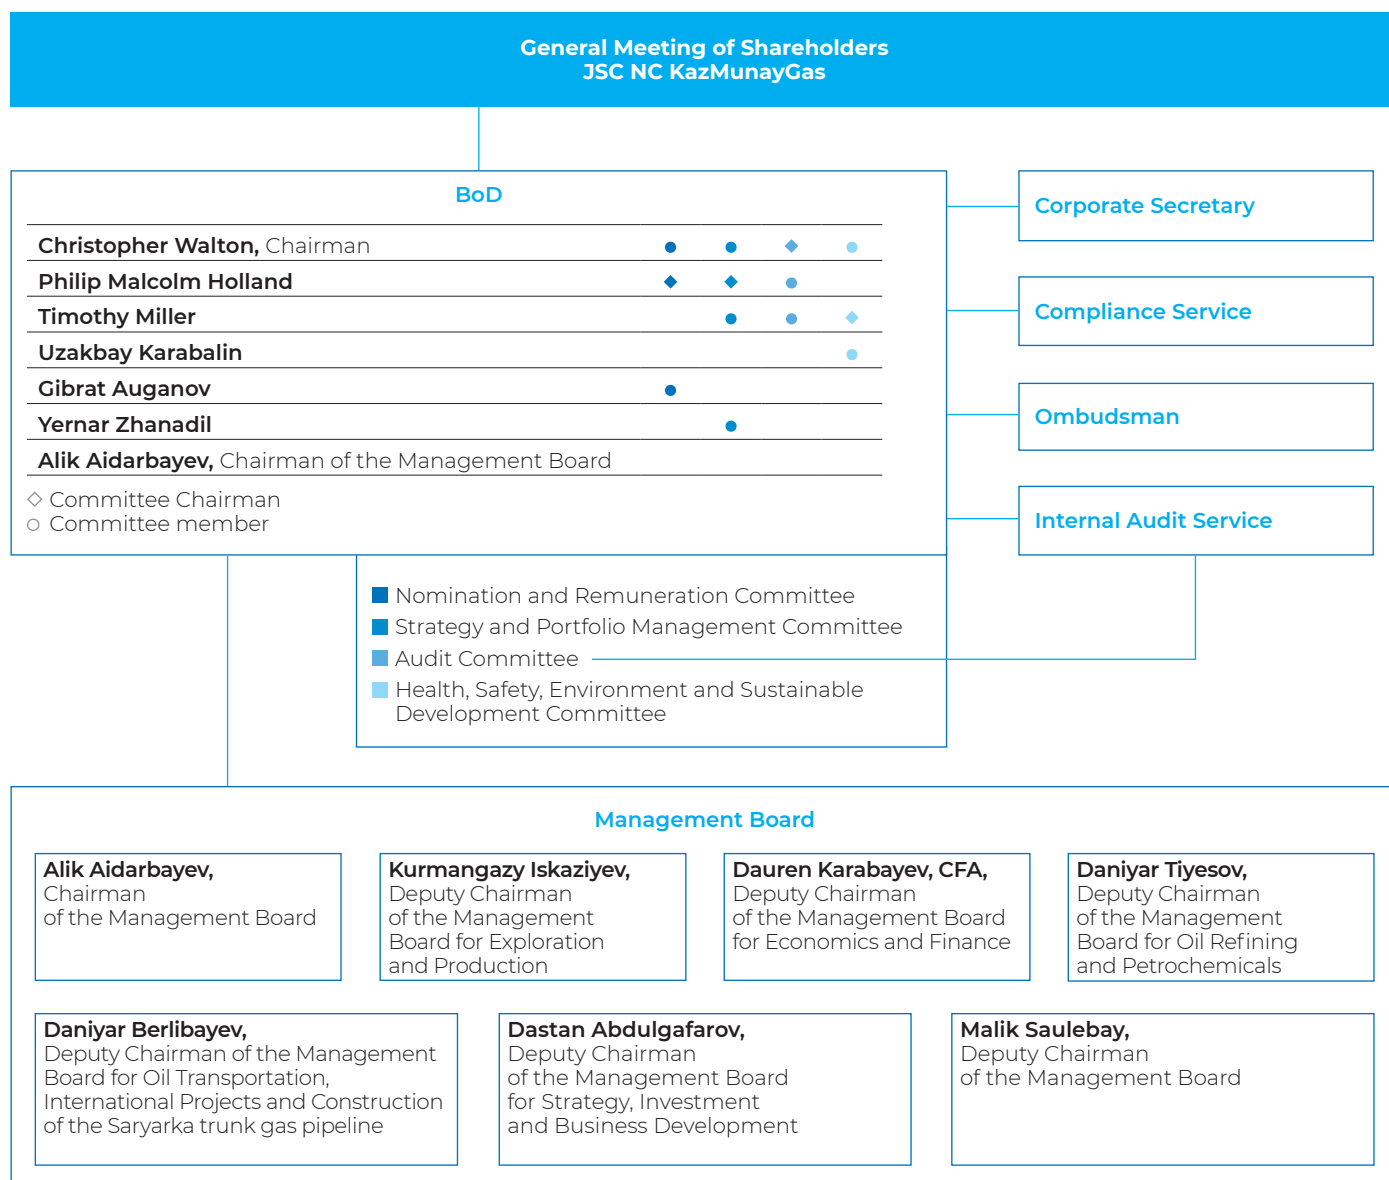 General Meeting of Shareholders
JSC NC KazMunayGas
BoD
Christopher Walton, Chairman
Philip Malcolm Holland
Timothy Miller
Uzakbay Karabalin
Gibrat Auganov
Yernar Zhanadil
Alik Aidarbayev, Chairman of the Management Board
Committee Chairman
Committee member
Corporate Secretary
Compliance Service
Ombudsman
Internal Audit Service
Nomination and Remuneration Committee
Strategy and Portfolio Management Committee
Audit Committee
Health, Safety, Environment and Sustainable
Development Committee
Management Board
Alik Aidarbayev,
Chairman
of the Management Board
Kurmangazy Iskaziyev,
Deputy Chairman
of the Management
Board for Exploration
and Production
Dauren Karabayev, CFA,
Deputy Chairman
of the Management Board
for Economics and Finance
Daniyar Tiyesov,
Deputy Chairman
of the Management
Board for Oil Refining
and Petrochemicals
Daniyar Berlibayev,
Deputy Chairman of the Management
Board for Oil Transportation,
International Projects and Construction
of the Saryarka trunk gas pipeline
Dastan Abdulgafarov,
Deputy Chairman
of the Management Board
for Strategy, Investment
and Business Development
Malik Saulebay,
Deputy Chairman
of the Management Board